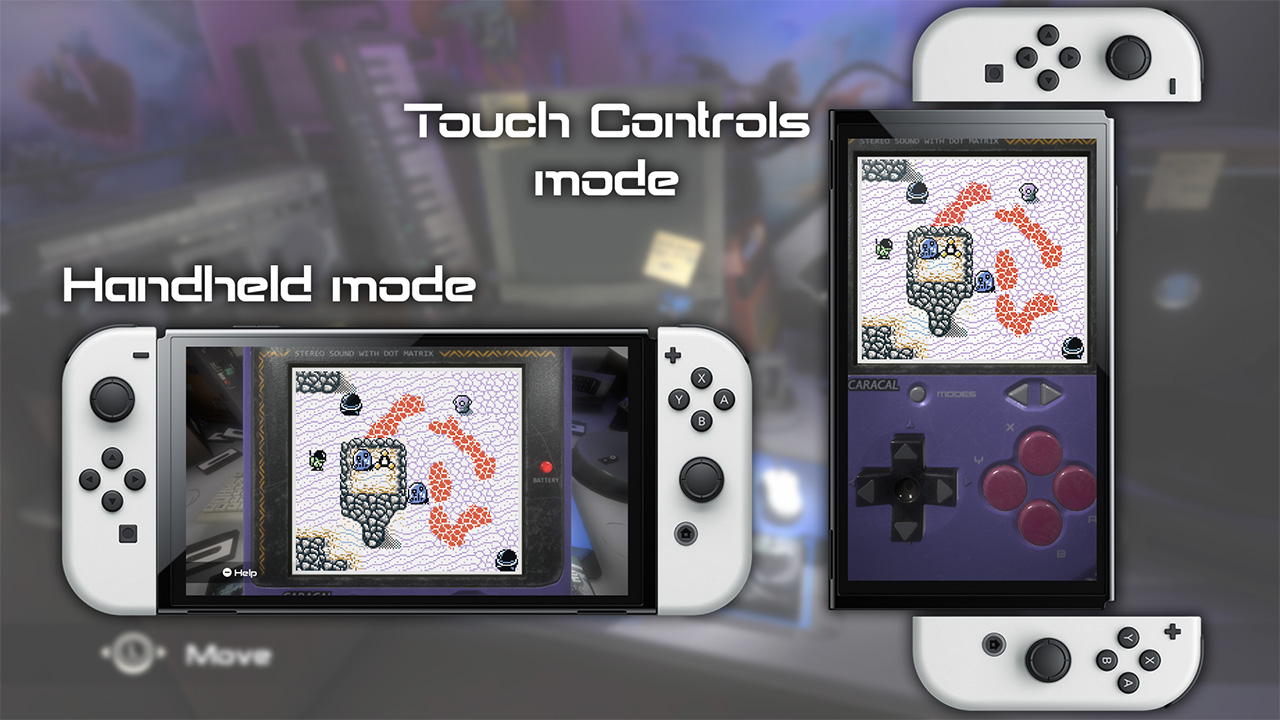 Touch Controls
mode
Handheld mode
STEREO SOUND WITH DOT MATRIX
BATTERY
Help
CARACAL
X
Y
A
B
Move
STEREO SOUND WITH DOT MATRIX
CARACAL
MODES
X
Y
A
B
Y
B
X
A